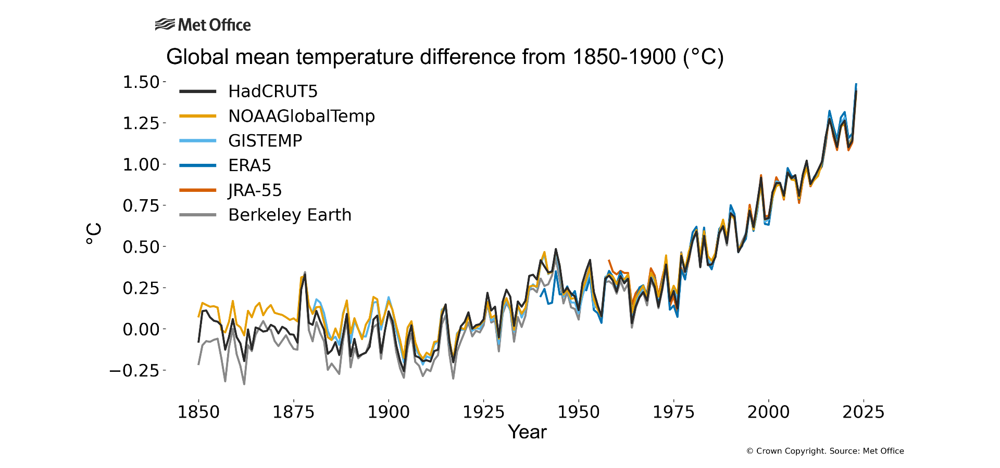 Met Office
Global mean temperature difference from 1850-1900 (°C)
1.50
1.25
1.00
0.75
0.50
0.25
0.00
−0.25
°C
HadCRUT5
NOAAGlobalTemp
GISTEMP
ERA5
JRA-55
Berkeley Earth
1850 1875 1900 1925 1950 1975 2000 2025
Year
© Crown Copyright. Source: Met Office